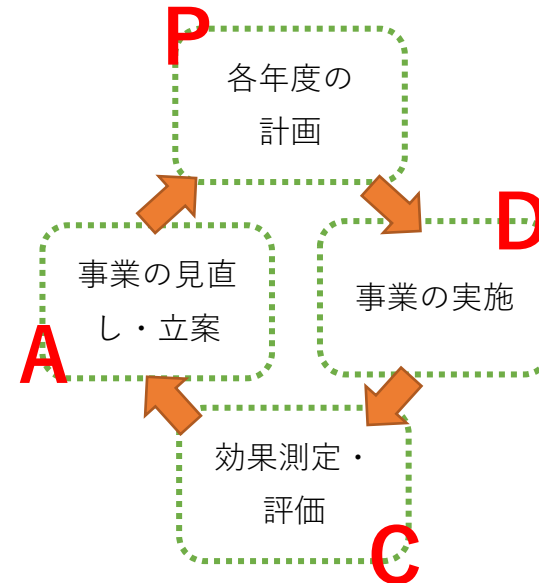 P
各年度の
計画
D
事業の実施
C
効果測定・
評価
A
事業の見直
し・立案